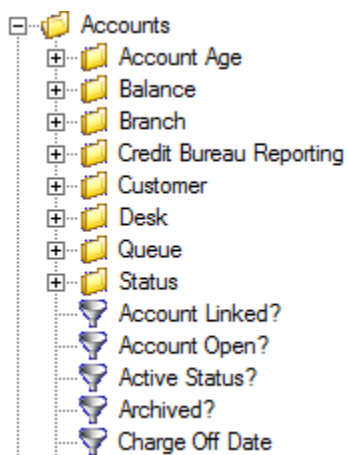 Accounts
Account Age
Balance
Branch
Credit Bureau Reporting
Customer
Desk
Queue
Status
Account Linked?
Account Open?
Active Status?
Archived?
Charge Off Date